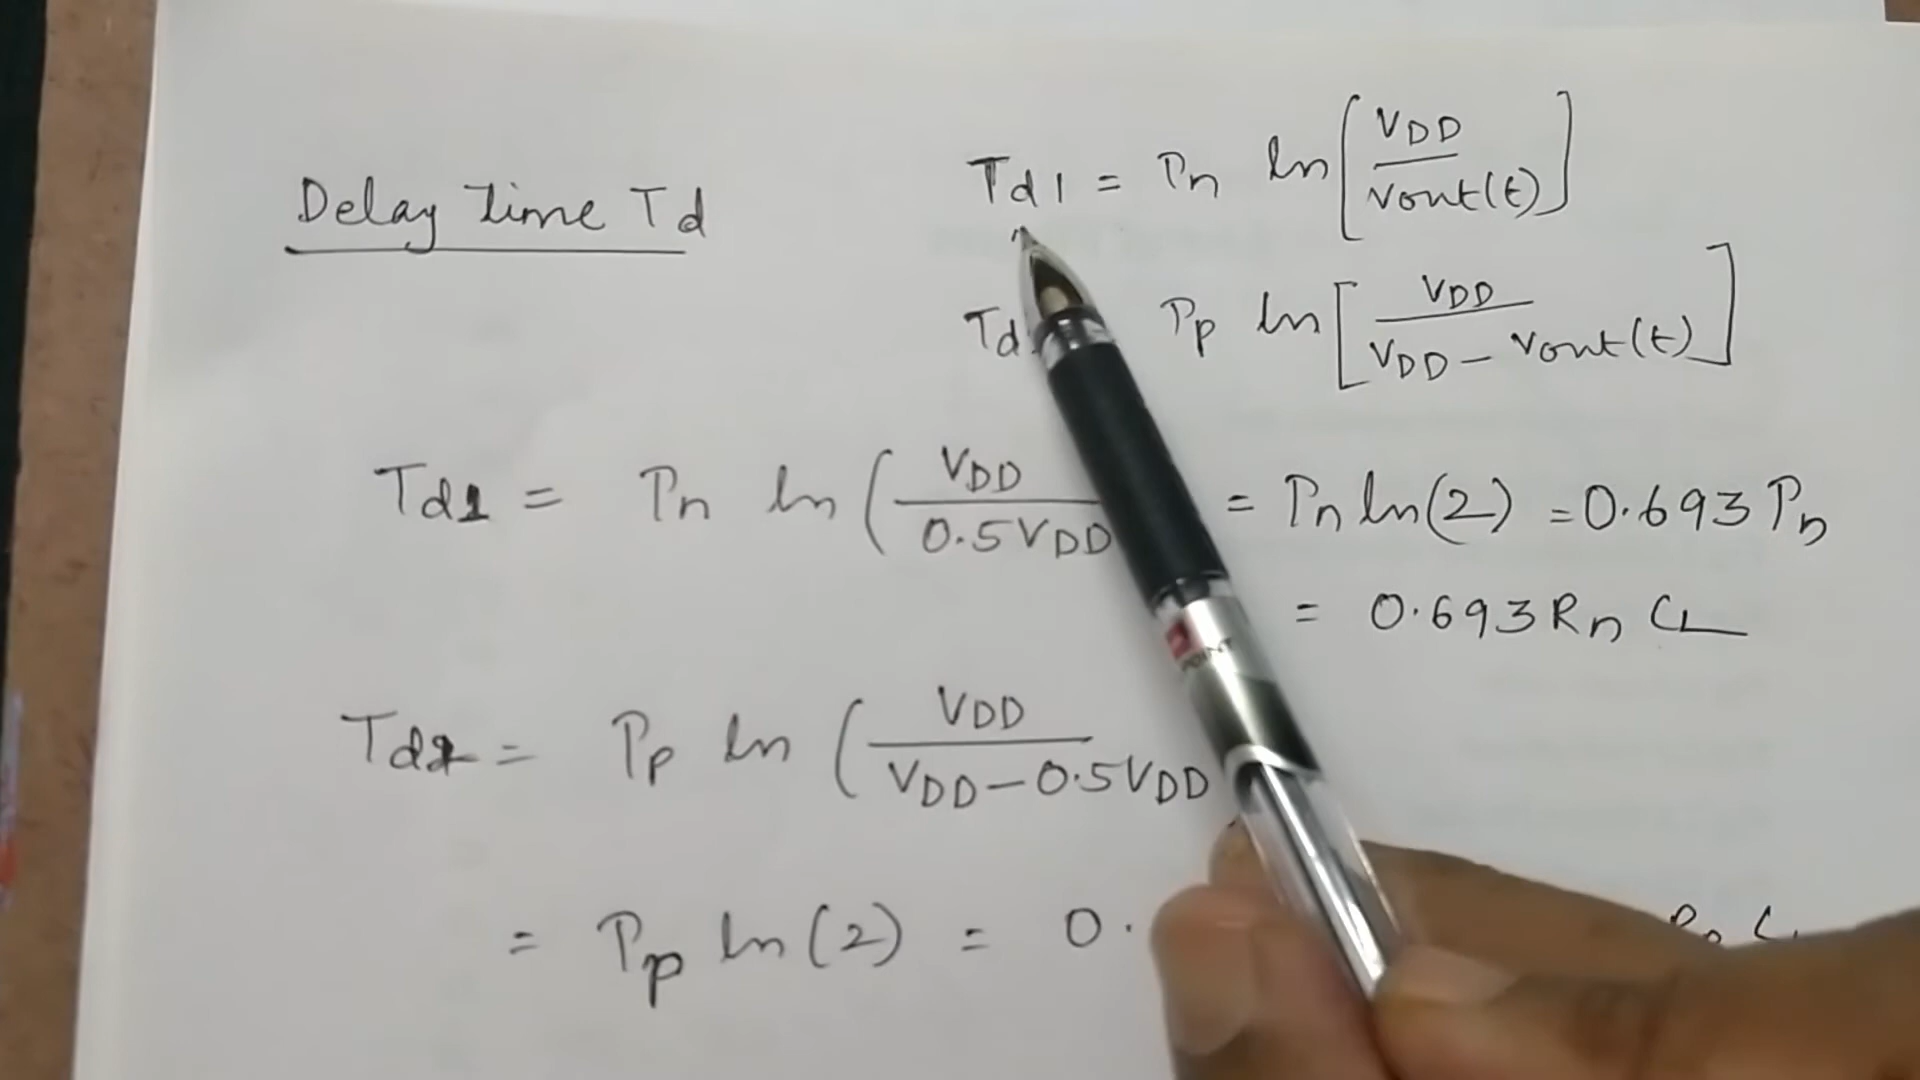 Td1 = Pn ln[VDD/Vout(t)]
Delay Time Td
Td Pp ln[VDD/VDD-Vout(t)]
Td1 = Pn ln(VDD/0.5VDD = Pn ln(2) = 0.693 Pn
= 0.693 Rn CL
Td2 = Pp ln(VDD/VDD-0.5VDD
= Pp ln(2) = 0.
POINT